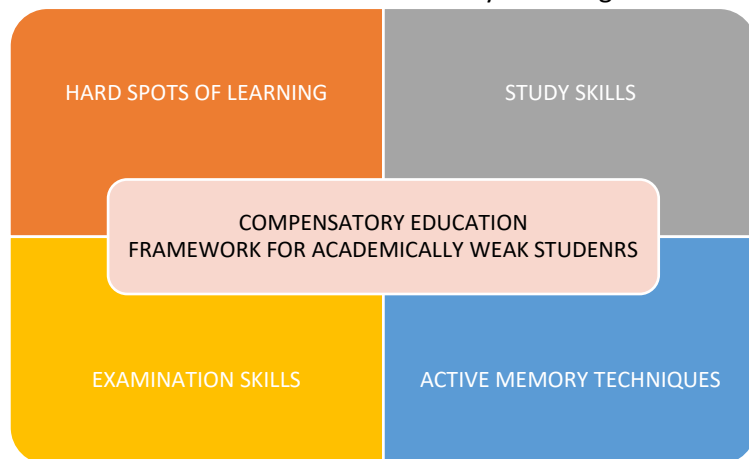 HARD SPOTS OF LEARNING
STUDY SKILLS
COMPENSATORY EDUCATION
FRAMEWORK FOR ACADEMICALLY WEAK STUDENRS
EXAMINATION SKILLS
ACTIVE MEMORY TECHNIQUES